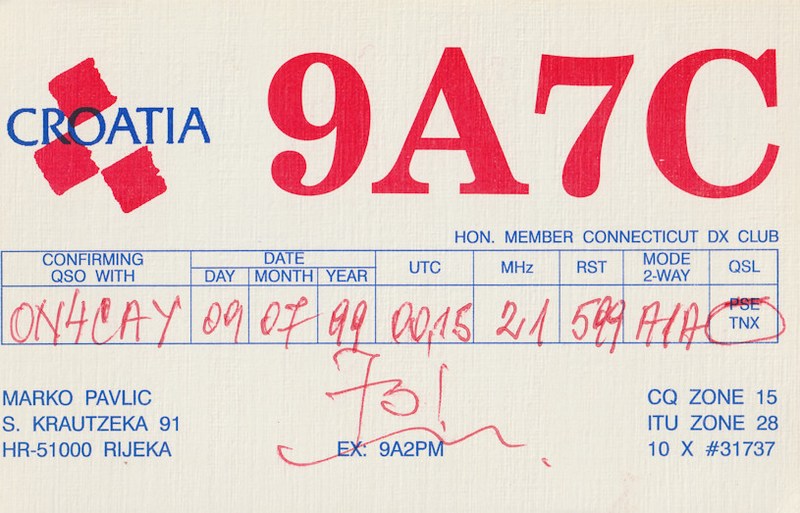 CROATIA
9A7C
HON. MEMBER CONNECTICUT DX CLUB
CONFIRMING QSO WITH DATE DAY MONTH YEAR UTC MHz RST MODE 2-WAY QSL
ON4CAY 09 07 99 00,15 21 599 A1A PSE TNX
73!
MARKO PAVLIC
S. KRAUTZEKA 91
HR-51000 RIJEKA
EX: 9A2PM
CQ ZONE 15
ITU ZONE 28
10 X #31737